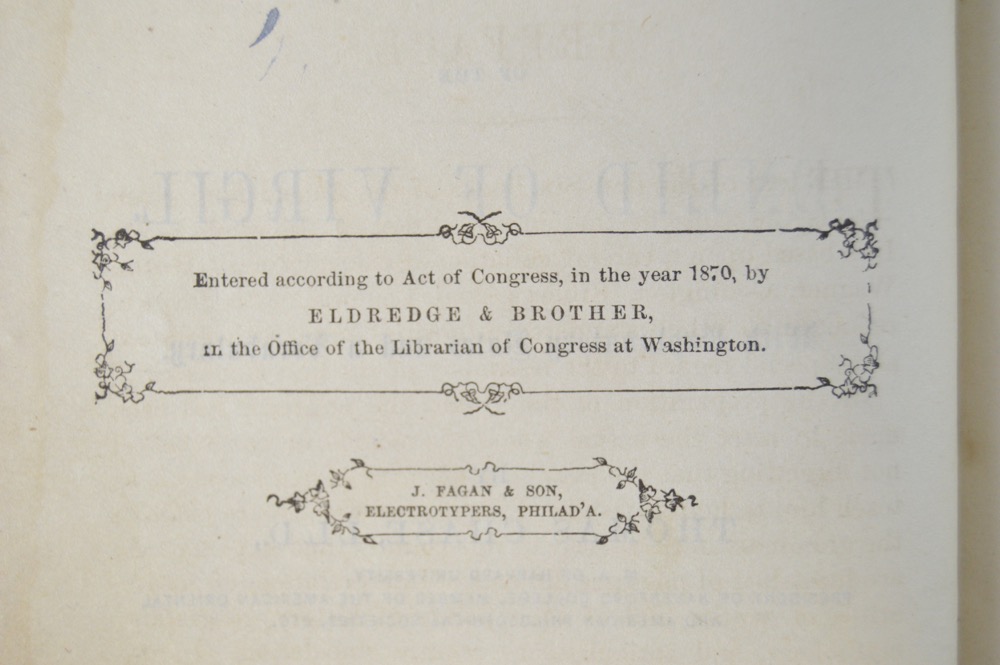 Entered according to Act of Congress, in the year 1870, by
ELDREDGE & BROTHER,
in the Office of the Librarian of Congress at Washington.
J. FAGAN & SON,
ELECTROTYPERS, PHILAD'A.